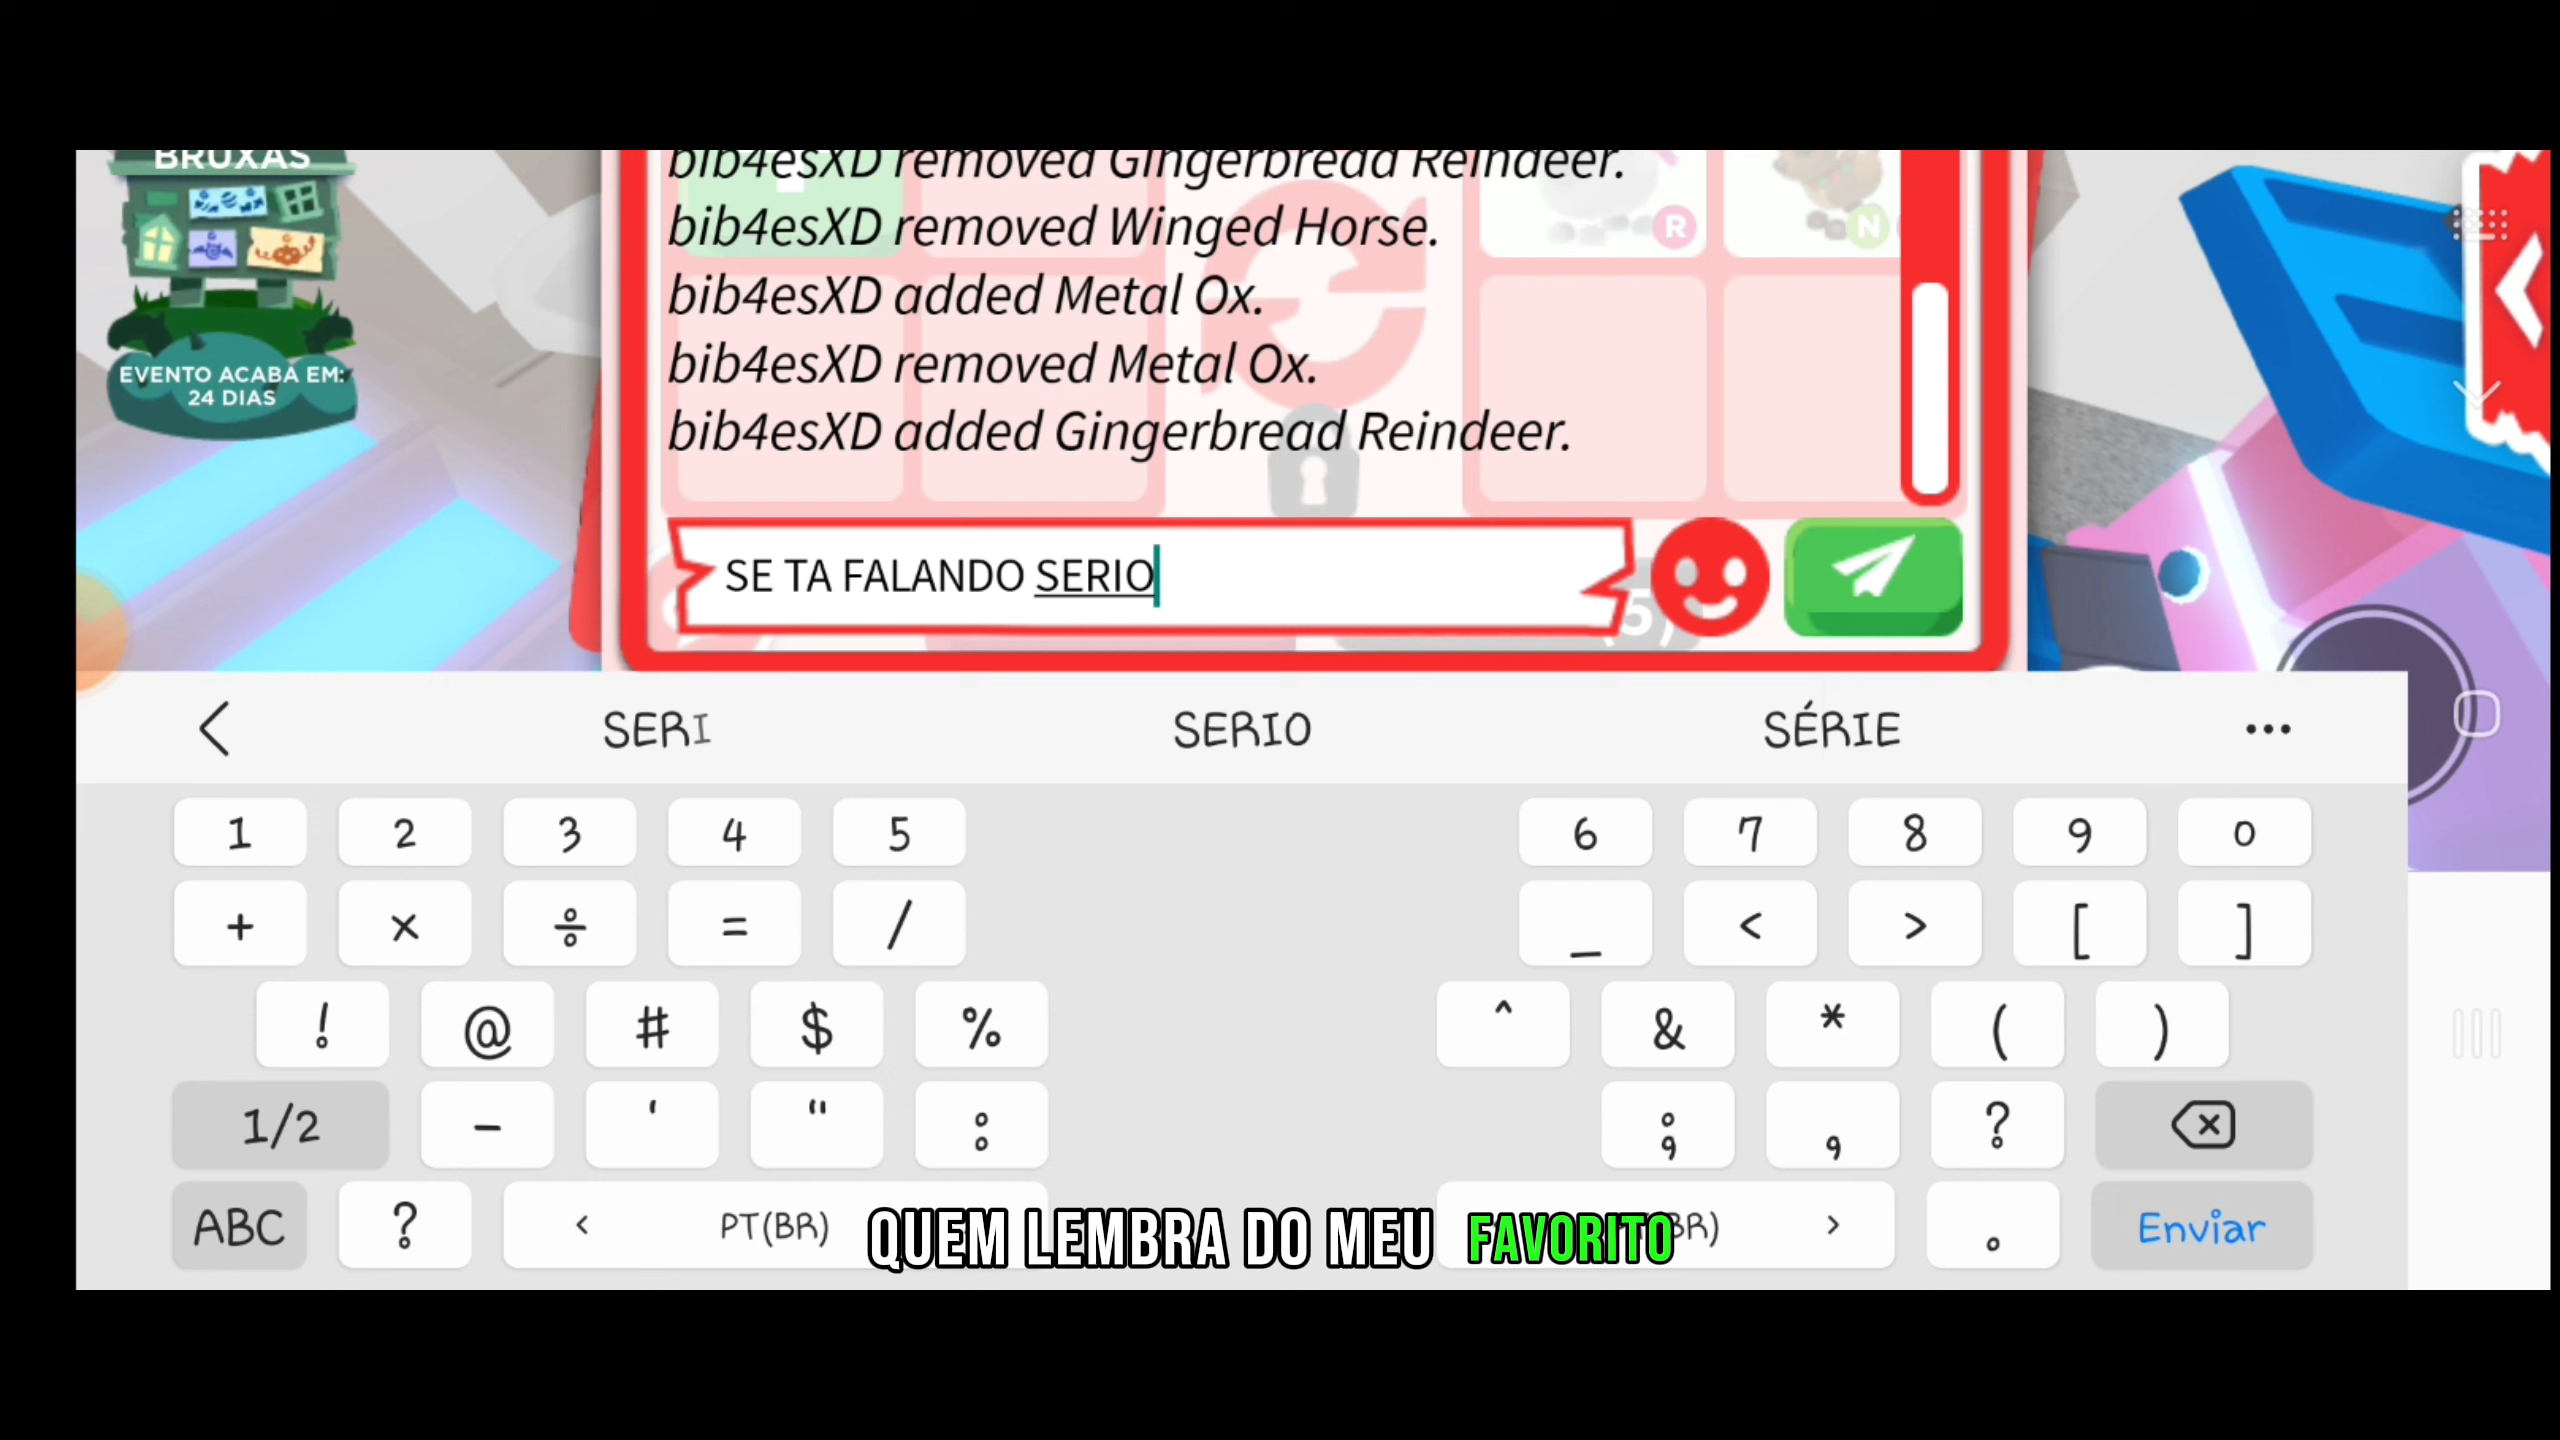 BRUXAS
EVENTO ACABA EM:
24 DIAS
bib4esXD removed Gingerbread Reindeer.
bib4esXD removed Winged Horse.
bib4esXD added Metal Ox.
bib4esXD removed Metal Ox.
bib4esXD added Gingerbread Reindeer.
R
N
SE TA FALANDO SERIO
5)
SERI
SERIO
SÉRIE
...
1 2 3 4 5 6 7 8 9 0
+ × ÷ = / _ < > [ ]
! @ # $ % ^ & * ( )
1/2 - ' " : ; , ?
ABC ? < PT(BR) BR) > . Enviar
QUEM LEMBRA DO MEU FAVORITO